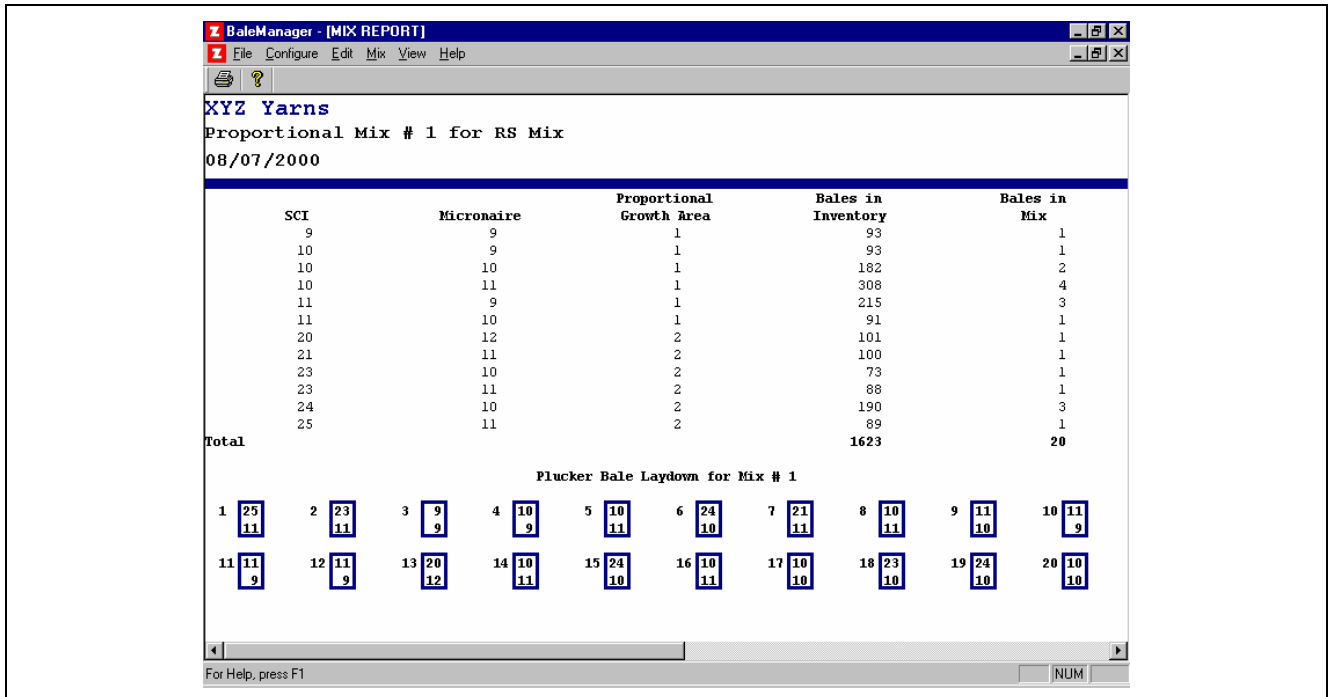 Z BaleManager - [MIX REPORT]
Z File Configure Edit Mix View Help
?
XYZ Yarns
Proportional Mix # 1 for RS Mix
08/07/2000
Proportional Bales in Bales in
SCI Micronaire Growth Area Inventory Mix
9 9 1 93 1
10 9 1 93 1
10 10 1 182 2
10 11 1 308 4
11 9 1 215 3
11 10 1 91 1
20 12 2 101 1
21 11 2 100 1
23 10 2 73 1
23 11 2 88 1
24 10 2 190 3
25 11 2 89 1
Total 1623 20
Plucker Bale Laydown for Mix # 1
1 25 2 23 3 9 4 10 5 10 6 24 7 21 8 10 9 11 10 11
11 11 9 9 11 10 11 11 10 9
11 11 12 11 13 20 14 10 15 24 16 10 17 10 18 23 19 24 20 10
9 9 12 11 10 11 10 10 10 10
For Help, press F1 NUM